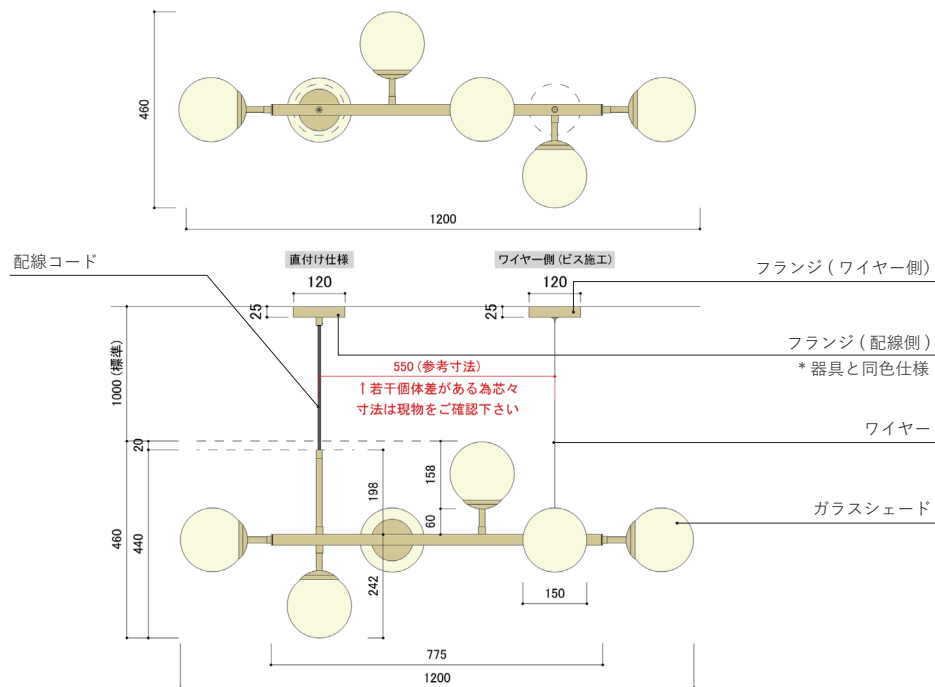 460
1200
配線コード
直付け仕様
ワイヤー側(ビス施工)
120
120
フランジ(ワイヤー側)
25
25
フランジ(配線側)
*器具と同色仕様
1000(標準)
550(参考寸法)
↑若干個体差がある為芯々
寸法は現物をご確認下さい
ワイヤー
20
158
198
ガラスシェード
60
460
440
242
150
775
1200